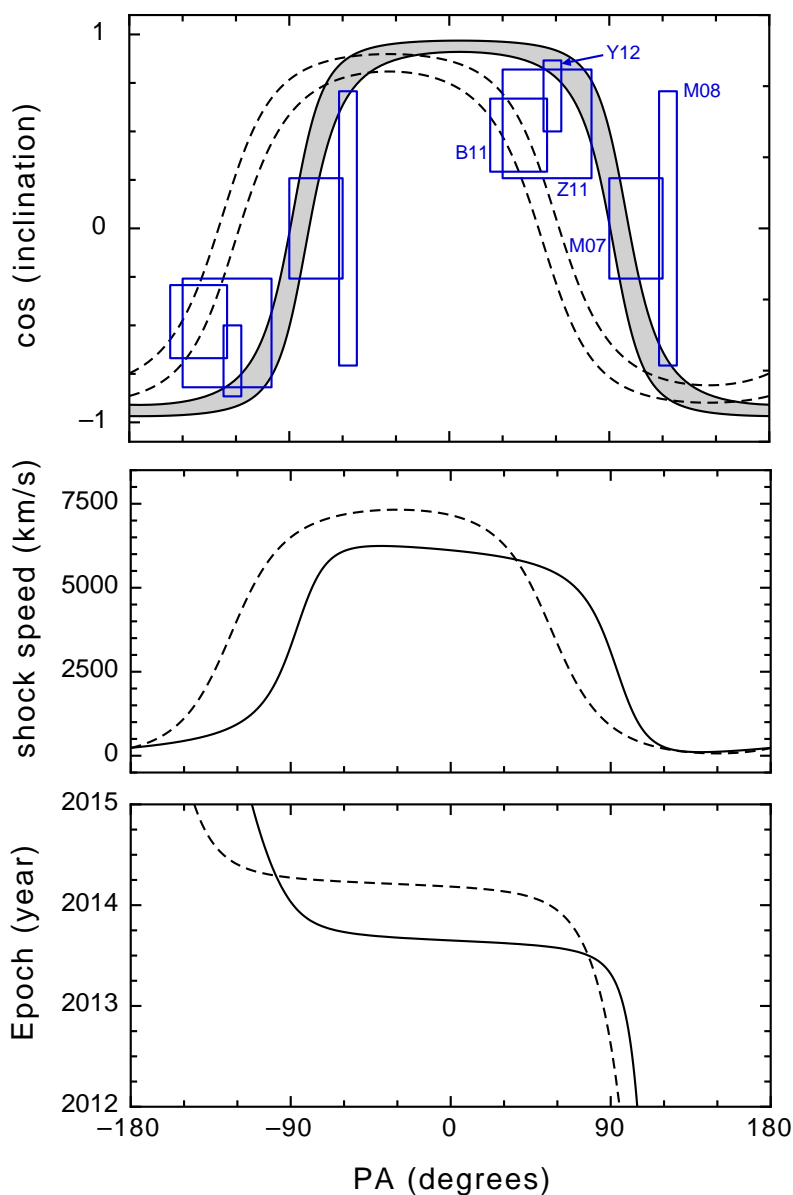 1
0
–1
cos (inclination)
Y12
M08
B11
Z11
M07
7500
5000
2500
0
shock speed (km/s)
2015
2014
2013
2012
Epoch (year)
–180
–90
0
90
180
PA (degrees)